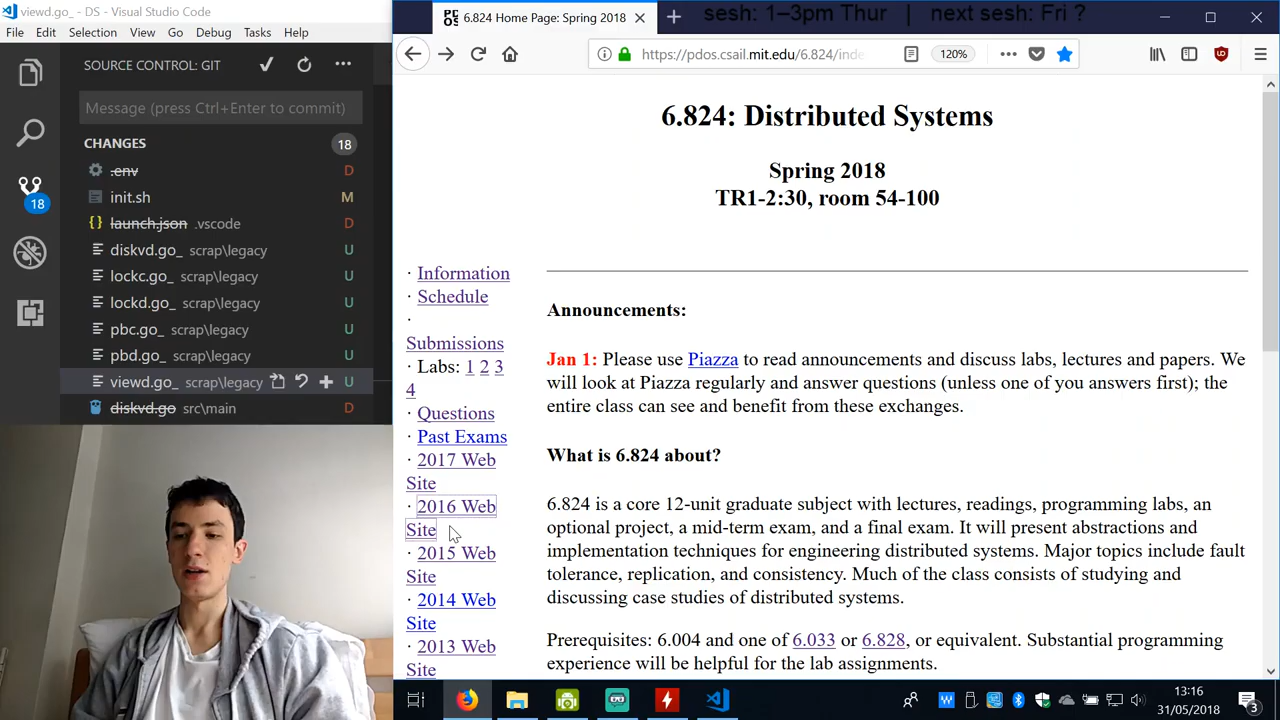 viewd.go_ - DS - Visual Studio Code
File Edit Selection View Go Debug Tasks Help
SOURCE CONTROL: GIT
Message (press Ctrl+Enter to commit)
CHANGES 18
.env D
init.sh M
launch.json .vscode D
diskvd.go_ scrap\legacy U
lockc.go_ scrap\legacy U
lockd.go_ scrap\legacy U
pbc.go_ scrap\legacy U
pbd.go_ scrap\legacy U
viewd.go_ scrap\legacy U
diskvd.go src\main D
18
PD
OS
6.824 Home Page: Spring 2018
sesh: 1–3pm Thur | next sesh: Fri ?
https://pdos.csail.mit.edu/6.824/inde
120%
6.824: Distributed Systems
Spring 2018
TR1-2:30, room 54-100
· Information
· Schedule
·
Submissions
· Labs: 1 2 3
4
· Questions
· Past Exams
· 2017 Web
Site
· 2016 Web
Site
· 2015 Web
Site
· 2014 Web
Site
· 2013 Web
Site
Announcements:
Jan 1: Please use Piazza to read announcements and discuss labs, lectures and papers. We
will look at Piazza regularly and answer questions (unless one of you answers first); the
entire class can see and benefit from these exchanges.
What is 6.824 about?
6.824 is a core 12-unit graduate subject with lectures, readings, programming labs, an
optional project, a mid-term exam, and a final exam. It will present abstractions and
implementation techniques for engineering distributed systems. Major topics include fault
tolerance, replication, and consistency. Much of the class consists of studying and
discussing case studies of distributed systems.
Prerequisites: 6.004 and one of 6.033 or 6.828, or equivalent. Substantial programming
experience will be helpful for the lab assignments.
13:16
31/05/2018
3